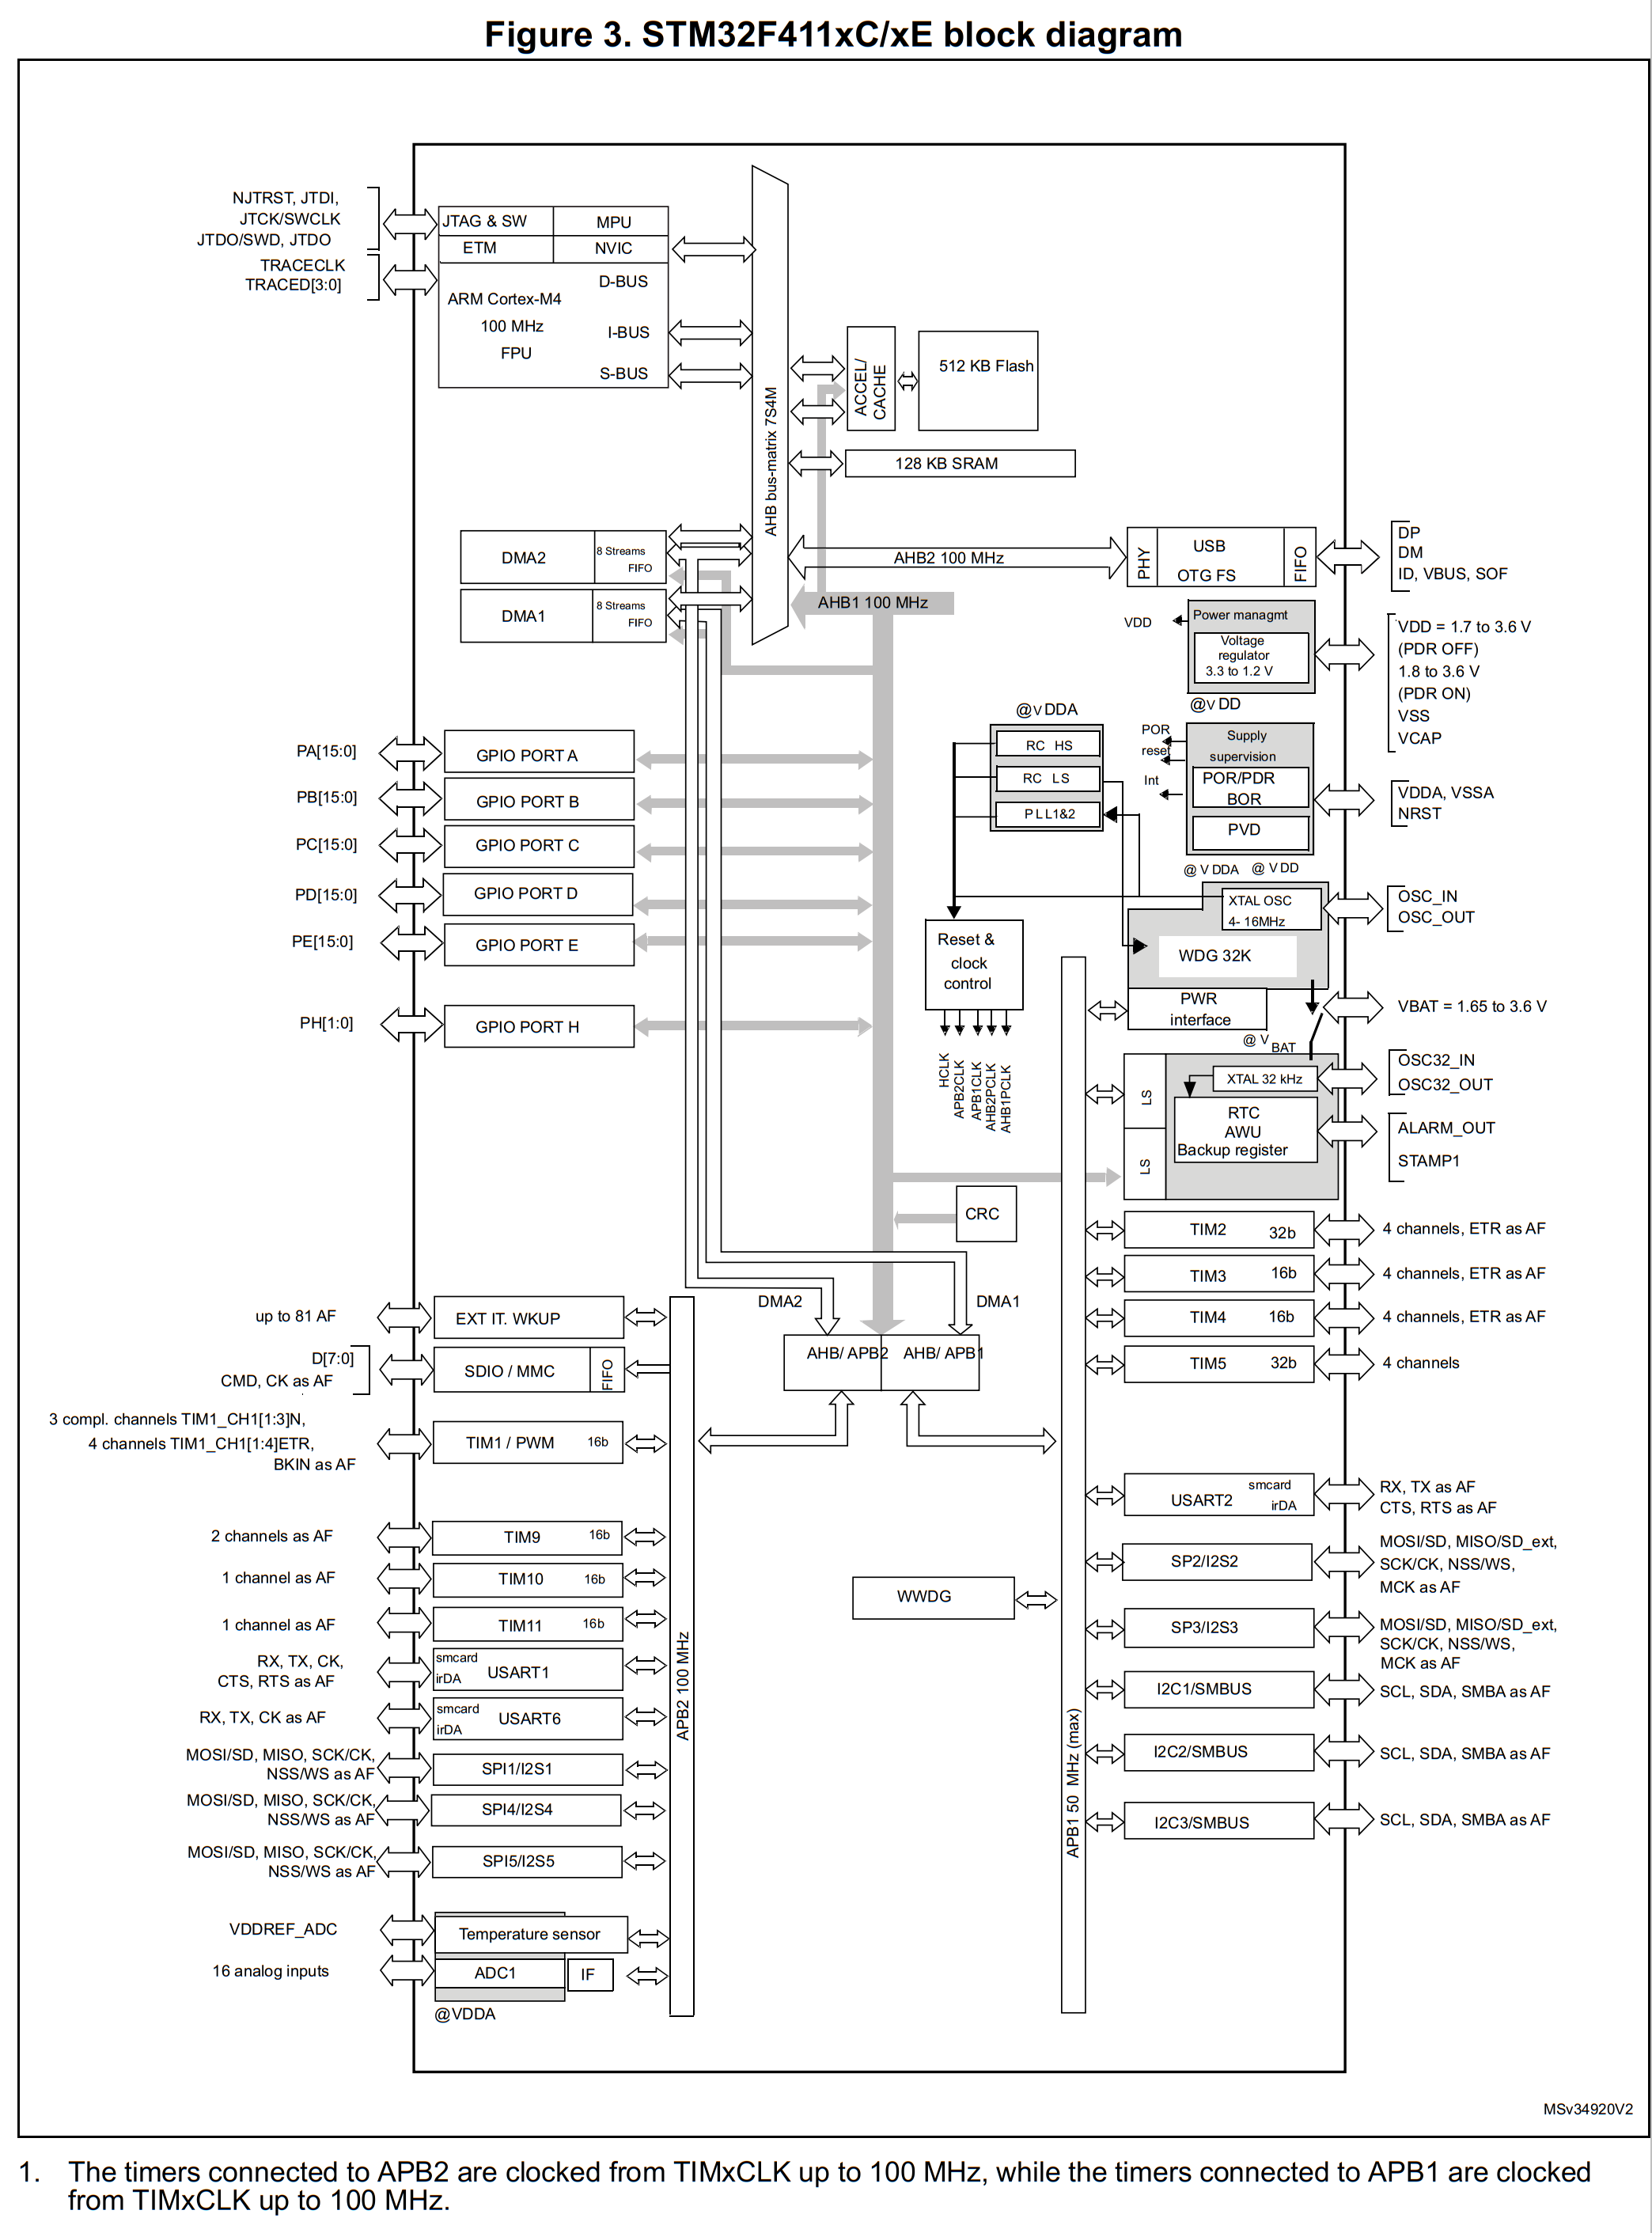 Figure 3. STM32F411xC/xE block diagram
NJTRST, JTDI,
JTCK/SWCLK
JTDO/SWD, JTDO
TRACECLK
TRACED[3:0]
JTAG & SW
MPU
ETM
NVIC
D-BUS
ARM Cortex-M4
100 MHz
FPU
I-BUS
S-BUS
AHB bus-matrix 7S4M
ACCEL/
CACHE
512 KB Flash
128 KB SRAM
DMA2
8 Streams
FIFO
DMA1
8 Streams
FIFO
AHB2 100 MHz
AHB1 100 MHz
PHY
USB
OTG FS
FIFO
DP
DM
ID, VBUS, SOF
VDD
Power managmt
Voltage
regulator
3.3 to 1.2 V
@V DD
VDD = 1.7 to 3.6 V
(PDR OFF)
1.8 to 3.6 V
(PDR ON)
VSS
VCAP
@V DDA
RC HS
RC LS
PLL1&2
POR
reset
Int
Supply
supervision
POR/PDR
BOR
PVD
VDDA, VSSA
NRST
@ V DDA
@ V DD
XTAL OSC
4- 16MHz
OSC_IN
OSC_OUT
WDG 32K
PWR
interface
VBAT = 1.65 to 3.6 V
@ V BAT
Reset &
clock
control
HCLK
APB2CLK
APB1CLK
AHB2PCLK
AHB1PCLK
LS
LS
XTAL 32 kHz
RTC
AWU
Backup register
OSC32_IN
OSC32_OUT
ALARM_OUT
STAMP1
PA[15:0]
GPIO PORT A
PB[15:0]
GPIO PORT B
PC[15:0]
GPIO PORT C
PD[15:0]
GPIO PORT D
PE[15:0]
GPIO PORT E
PH[1:0]
GPIO PORT H
CRC
DMA2
DMA1
AHB/ APB2
AHB/ APB1
TIM2 32b
4 channels, ETR as AF
TIM3 16b
4 channels, ETR as AF
TIM4 16b
4 channels, ETR as AF
TIM5 32b
4 channels
up to 81 AF
EXT IT. WKUP
D[7:0]
CMD, CK as AF
SDIO / MMC
FIFO
3 compl. channels TIM1_CH1[1:3]N,
4 channels TIM1_CH1[1:4]ETR,
BKIN as AF
TIM1 / PWM 16b
2 channels as AF
TIM9 16b
1 channel as AF
TIM10 16b
1 channel as AF
TIM11 16b
RX, TX, CK,
CTS, RTS as AF
smcard
irDA
USART1
RX, TX, CK as AF
smcard
irDA
USART6
MOSI/SD, MISO, SCK/CK,
NSS/WS as AF
SPI1/I2S1
MOSI/SD, MISO, SCK/CK,
NSS/WS as AF
SPI4/I2S4
MOSI/SD, MISO, SCK/CK,
NSS/WS as AF
SPI5/I2S5
VDDREF_ADC
Temperature sensor
16 analog inputs
ADC1
IF
@VDDA
APB2 100 MHz
WWDG
APB1 50 MHz (max)
USART2
smcard
irDA
RX, TX as AF
CTS, RTS as AF
SP2/I2S2
MOSI/SD, MISO/SD_ext,
SCK/CK, NSS/WS,
MCK as AF
SP3/I2S3
MOSI/SD, MISO/SD_ext,
SCK/CK, NSS/WS,
MCK as AF
I2C1/SMBUS
SCL, SDA, SMBA as AF
I2C2/SMBUS
SCL, SDA, SMBA as AF
I2C3/SMBUS
SCL, SDA, SMBA as AF
MSv34920V2
1. The timers connected to APB2 are clocked from TIMxCLK up to 100 MHz, while the timers connected to APB1 are clocked
from TIMxCLK up to 100 MHz.